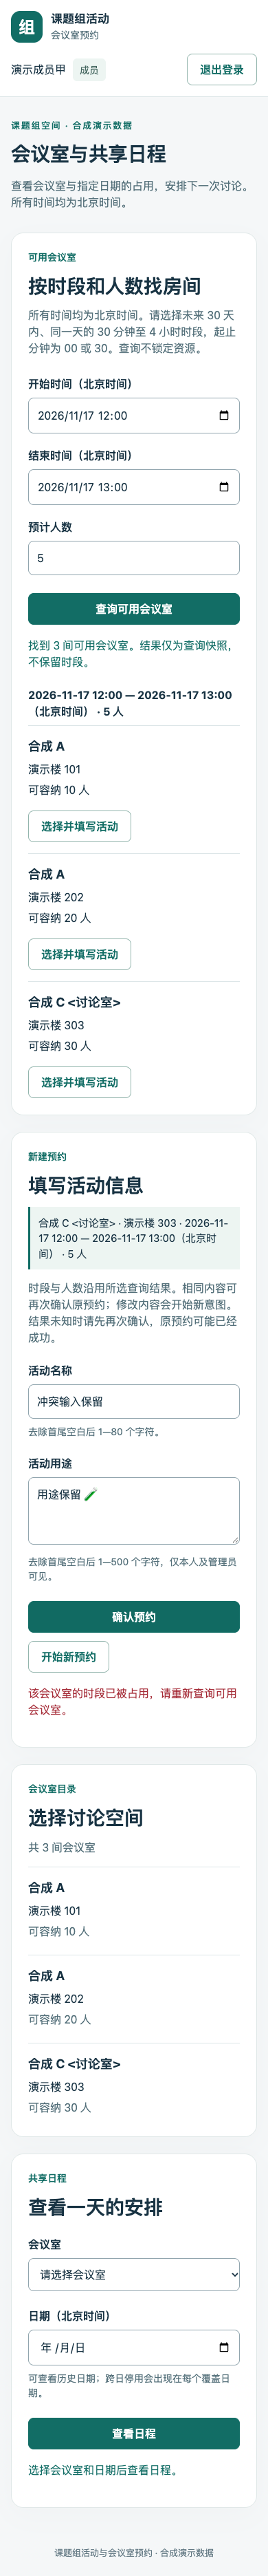 组
课题组活动
会议室预约
演示成员甲
成员
退出登录
课题组空间 · 合成演示数据
会议室与共享日程
查看会议室与指定日期的占用，安排下一次讨论。
所有时间均为北京时间。
可用会议室
按时段和人数找房间
所有时间均为北京时间。请选择未来 30 天
内、同一天的 30 分钟至 4 小时时段，起止
分钟为 00 或 30。查询不锁定资源。
开始时间（北京时间）
2026/11/17 12:00
结束时间（北京时间）
2026/11/17 13:00
预计人数
5
查询可用会议室
找到 3 间可用会议室。结果仅为查询快照，
不保留时段。
2026-11-17 12:00 — 2026-11-17 13:00
（北京时间） · 5 人
合成 A
演示楼 101
可容纳 10 人
选择并填写活动
合成 A
演示楼 202
可容纳 20 人
选择并填写活动
合成 C <讨论室>
演示楼 303
可容纳 30 人
选择并填写活动
新建预约
填写活动信息
合成 C <讨论室> · 演示楼 303 · 2026-11-
17 12:00 — 2026-11-17 13:00（北京时
间） · 5 人
时段与人数沿用所选查询结果。相同内容可
再次确认原预约；修改内容会开始新意图。
结果未知时请先再次确认，原预约可能已经
成功。
活动名称
冲突输入保留
去除首尾空白后 1—80 个字符。
活动用途
用途保留 🧪
去除首尾空白后 1—500 个字符，仅本人及管理员
可见。
确认预约
开始新预约
该会议室的时段已被占用，请重新查询可用
会议室。
会议室目录
选择讨论空间
共 3 间会议室
合成 A
演示楼 101
可容纳 10 人
合成 A
演示楼 202
可容纳 20 人
合成 C <讨论室>
演示楼 303
可容纳 30 人
共享日程
查看一天的安排
会议室
请选择会议室
日期（北京时间）
年 /月/日
可查看历史日期；跨日停用会出现在每个覆盖日
期。
查看日程
选择会议室和日期后查看日程。
课题组活动与会议室预约 · 合成演示数据